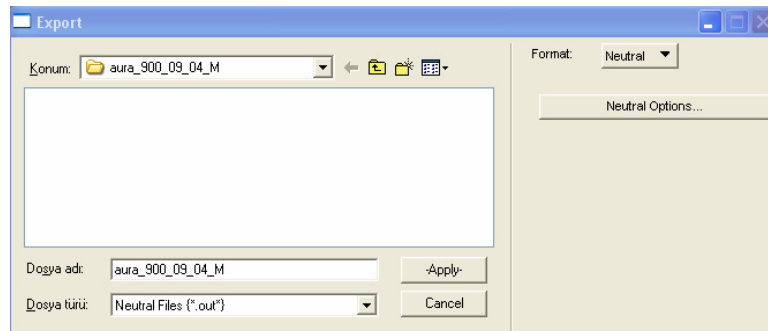 Export
Konum: aura_900_09_04_M
Format: Neutral
Neutral Options...
Dosya adı: aura_900_09_04_M
-Apply-
Dosya türü: Neutral Files {*.out*}
Cancel